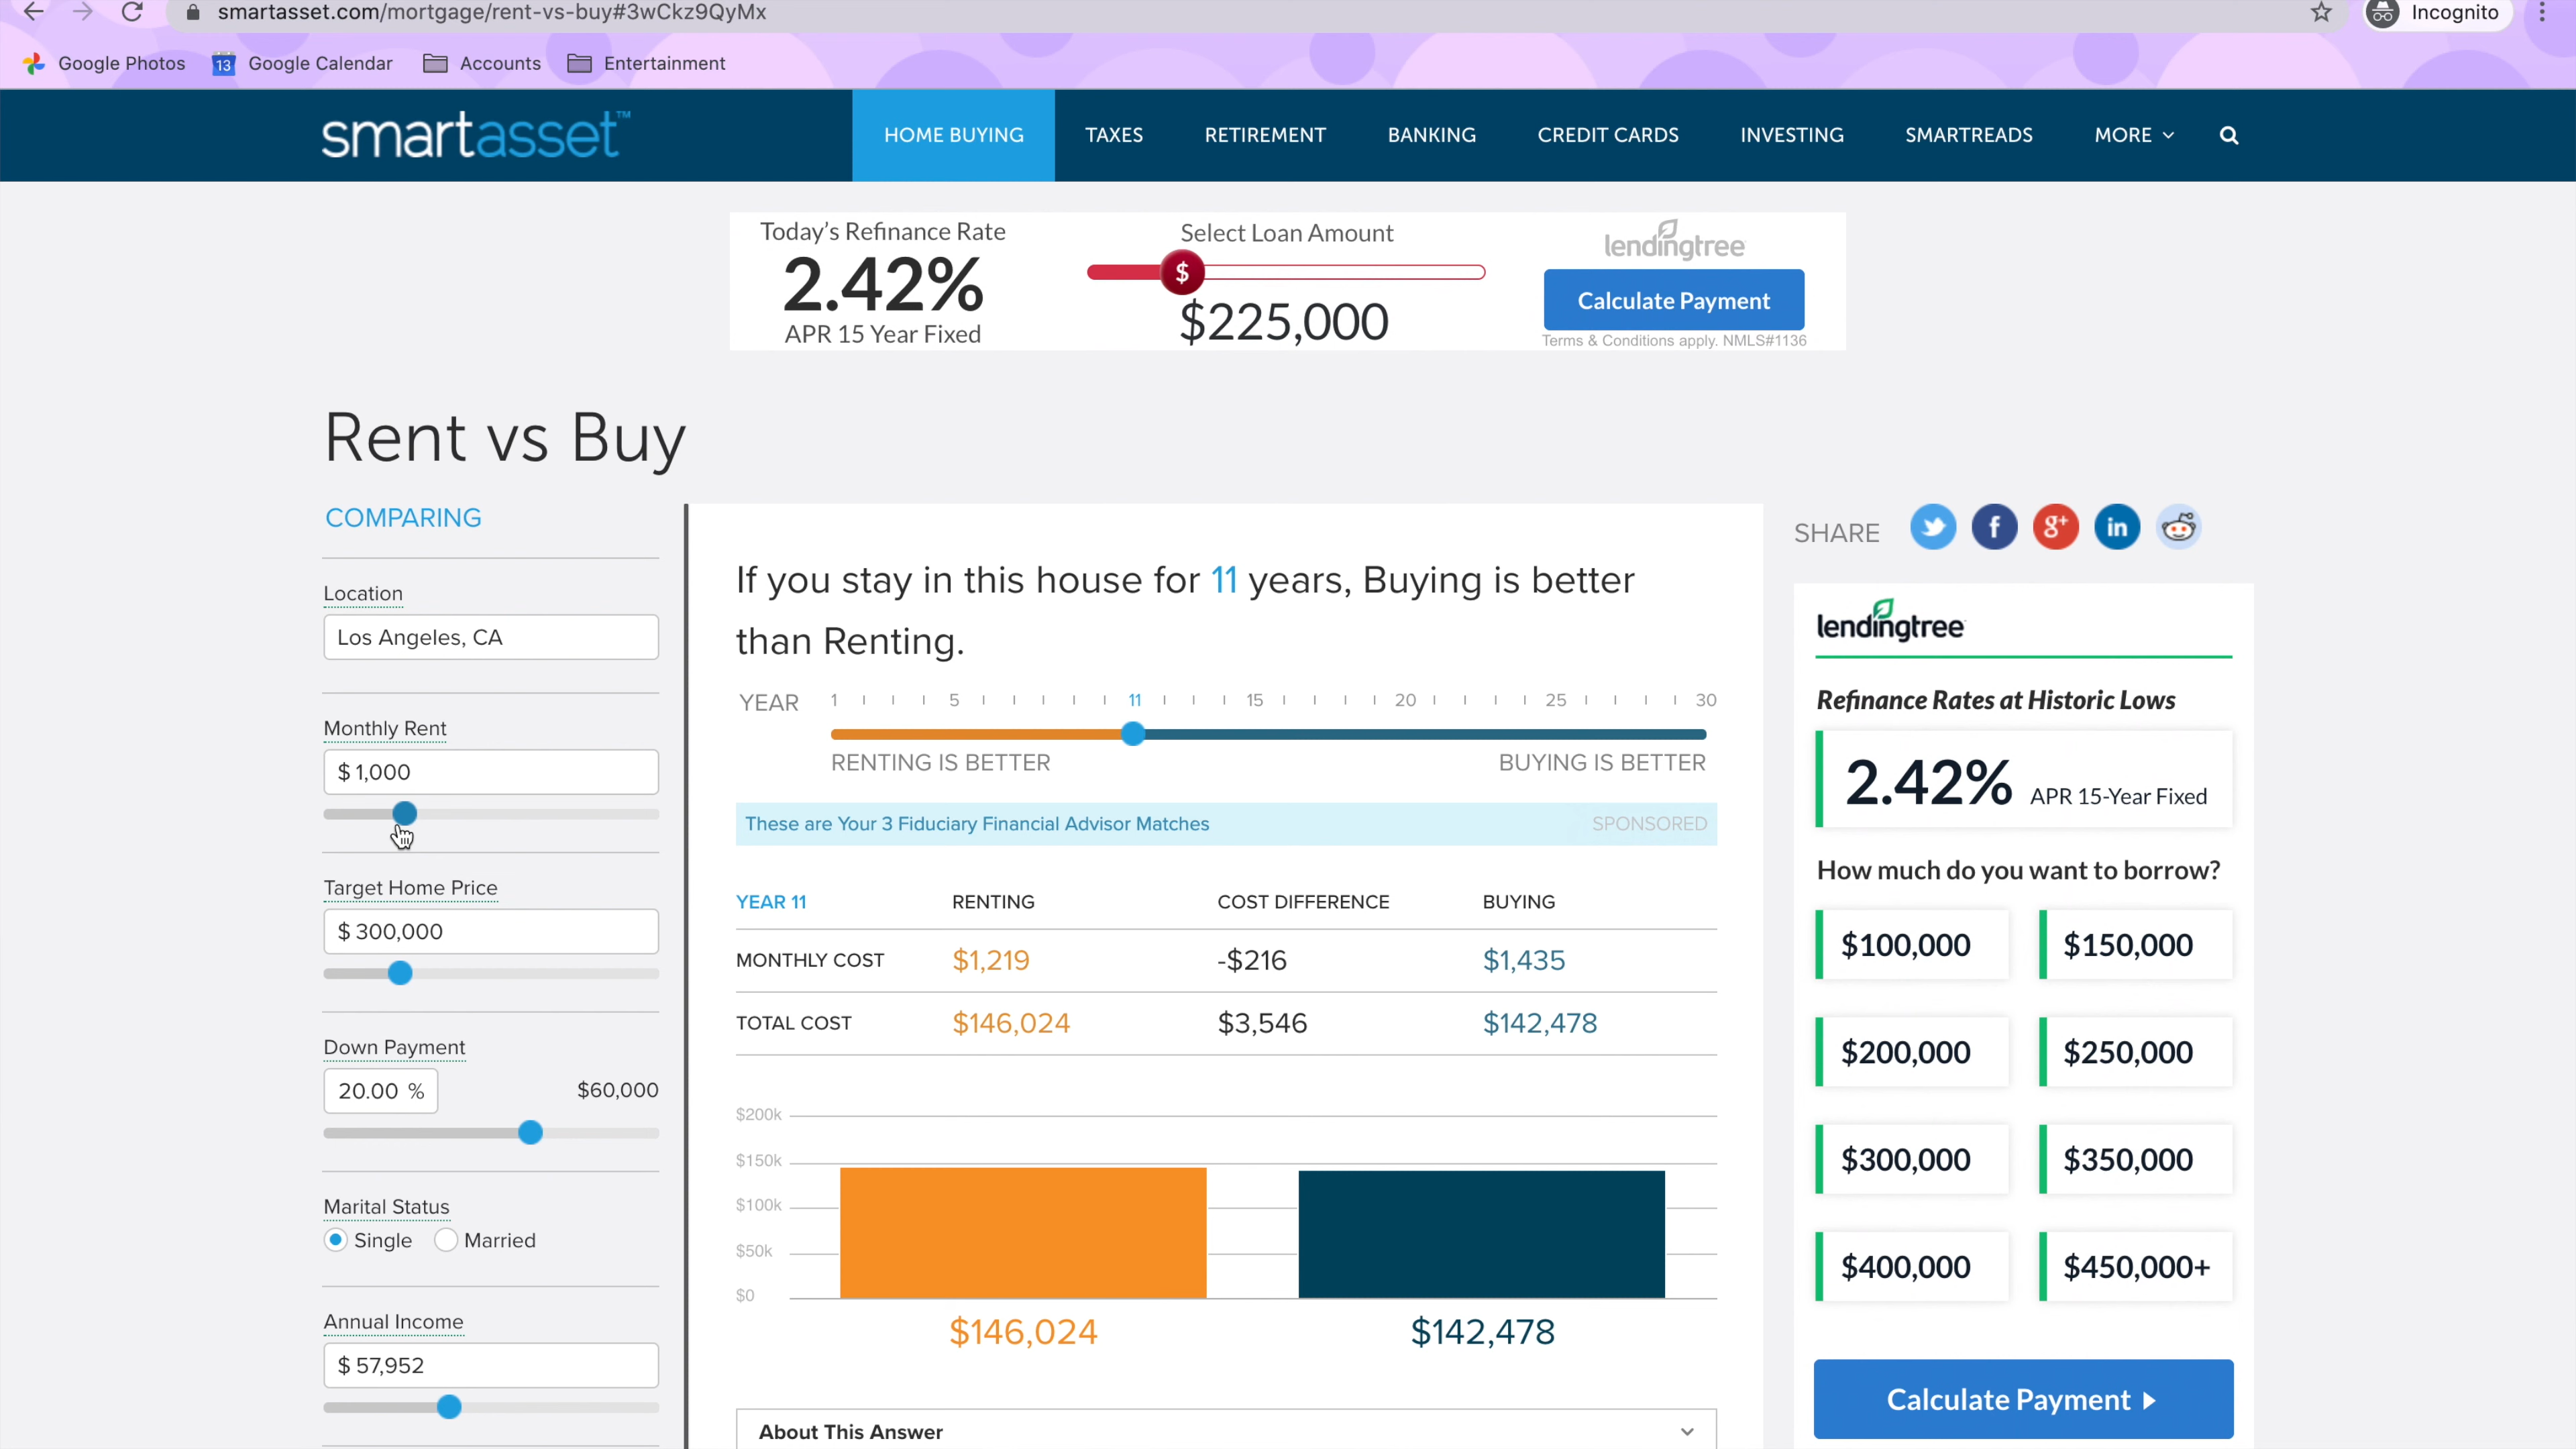 smartasset.com/mortgage/rent-vs-buy#3wCkz9QyMx
Incognito
Google Photos
13 Google Calendar
Accounts
Entertainment
smartasset™
HOME BUYING
TAXES
RETIREMENT
BANKING
CREDIT CARDS
INVESTING
SMARTREADS
MORE
Today's Refinance Rate
2.42%
APR 15 Year Fixed
Select Loan Amount
$
$225,000
lendingtree
Calculate Payment
Terms & Conditions apply. NMLS#1136
Rent vs Buy
COMPARING
Location
Los Angeles, CA
Monthly Rent
$ 1,000
Target Home Price
$ 300,000
Down Payment
20.00 % $60,000
Marital Status
Single Married
Annual Income
$ 57,952
If you stay in this house for 11 years, Buying is better
than Renting.
YEAR 1 5 11 15 20 25 30
RENTING IS BETTER BUYING IS BETTER
These are Your 3 Fiduciary Financial Advisor Matches SPONSORED
YEAR 11 RENTING COST DIFFERENCE BUYING
MONTHLY COST $1,219 -$216 $1,435
TOTAL COST $146,024 $3,546 $142,478
$200k
$150k
$100k
$50k
$0
$146,024 $142,478
About This Answer
SHARE f g+ in
lendingtree
Refinance Rates at Historic Lows
2.42% APR 15-Year Fixed
How much do you want to borrow?
$100,000 $150,000
$200,000 $250,000
$300,000 $350,000
$400,000 $450,000+
Calculate Payment